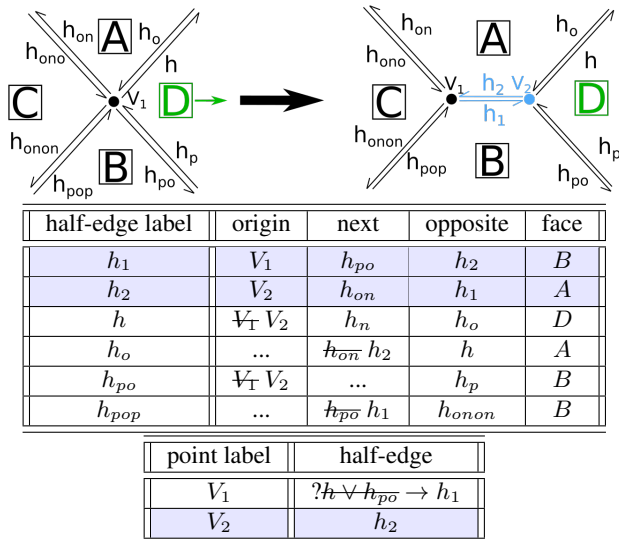 A
h_on
h_o
h_ono
h
C
V_1
D
h_onon
B
h_p
h_pop
h_po
h_on
A
h_o
h_ono
h
C
V_1
h_2
V_2
D
h_1
h_onon
B
h_p
h_pop
h_po
half-edge label origin next opposite face
h_1 V_1 h_po h_2 B
h_2 V_2 h_on h_1 A
h V_1 V_2 h_n h_o D
h_o ... h_on h_2 h A
h_po V_1 V_2 ... h_p B
h_pop ... h_po h_1 h_onon B
point label half-edge
V_1 ?h ∨ h_po → h_1
V_2 h_2